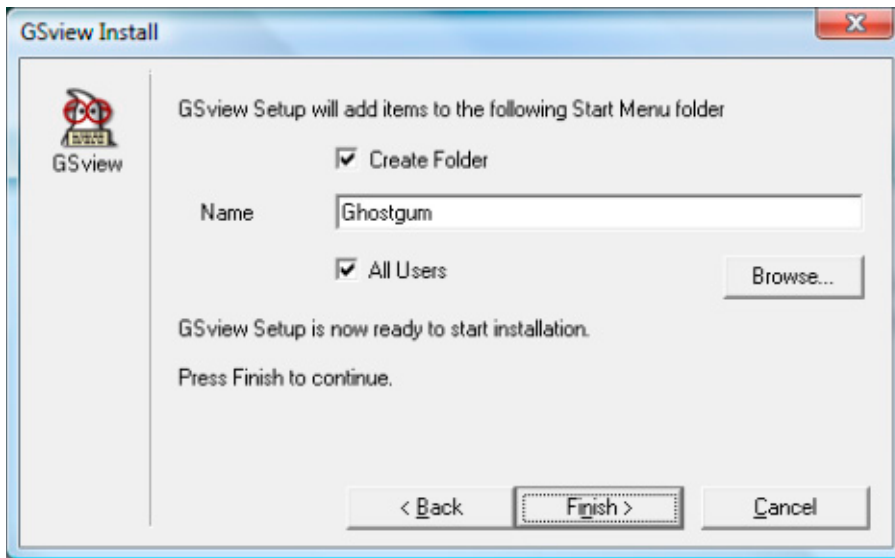 GSview Install
GSview Setup will add items to the following Start Menu folder
GSview
Create Folder
Name
Ghostgum
All Users
Browse...
GSview Setup is now ready to start installation.
Press Finish to continue.
< Back
Finish >
Cancel